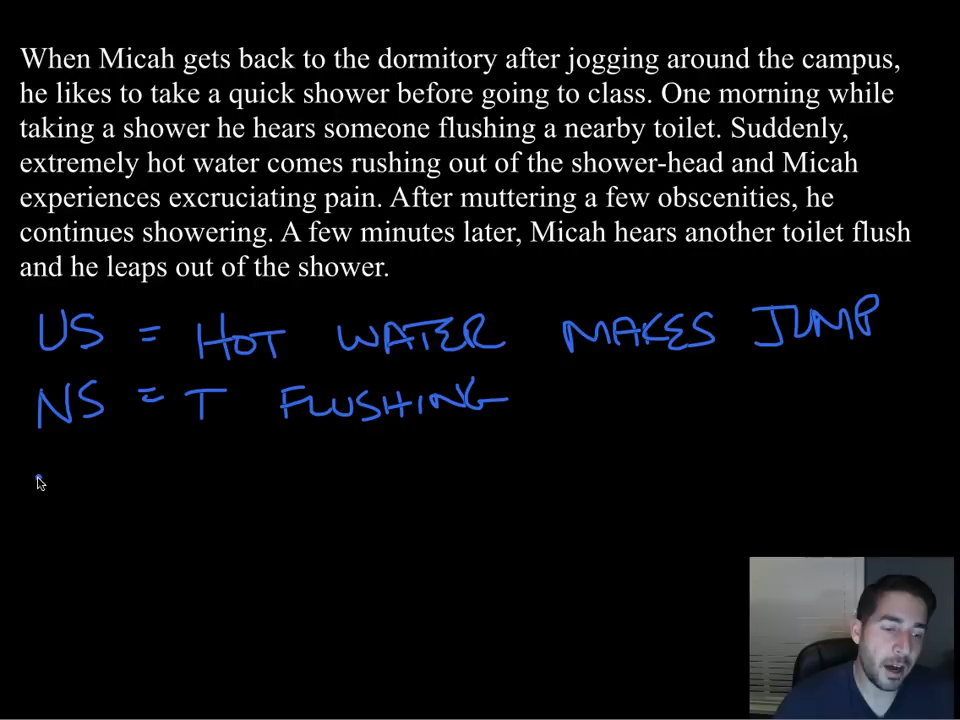 When Micah gets back to the dormitory after jogging around the campus,
he likes to take a quick shower before going to class. One morning while
taking a shower he hears someone flushing a nearby toilet. Suddenly,
extremely hot water comes rushing out of the shower-head and Micah
experiences excruciating pain. After muttering a few obscenities, he
continues showering. A few minutes later, Micah hears another toilet flush
and he leaps out of the shower.
US = HOT WATER MAKES JUMP
NS = T FLUSHING